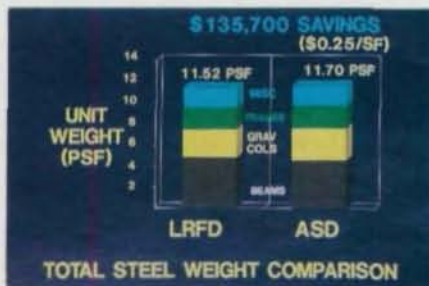 $135,700 SAVINGS
($0.25/SF)
14
12
10
8
6
4
2
UNIT
WEIGHT
(PSF)
11.52 PSF
11.70 PSF
MISC
FRAMES
GRAV
COLS
BEAMS
LRFD
ASD
TOTAL STEEL WEIGHT COMPARISON